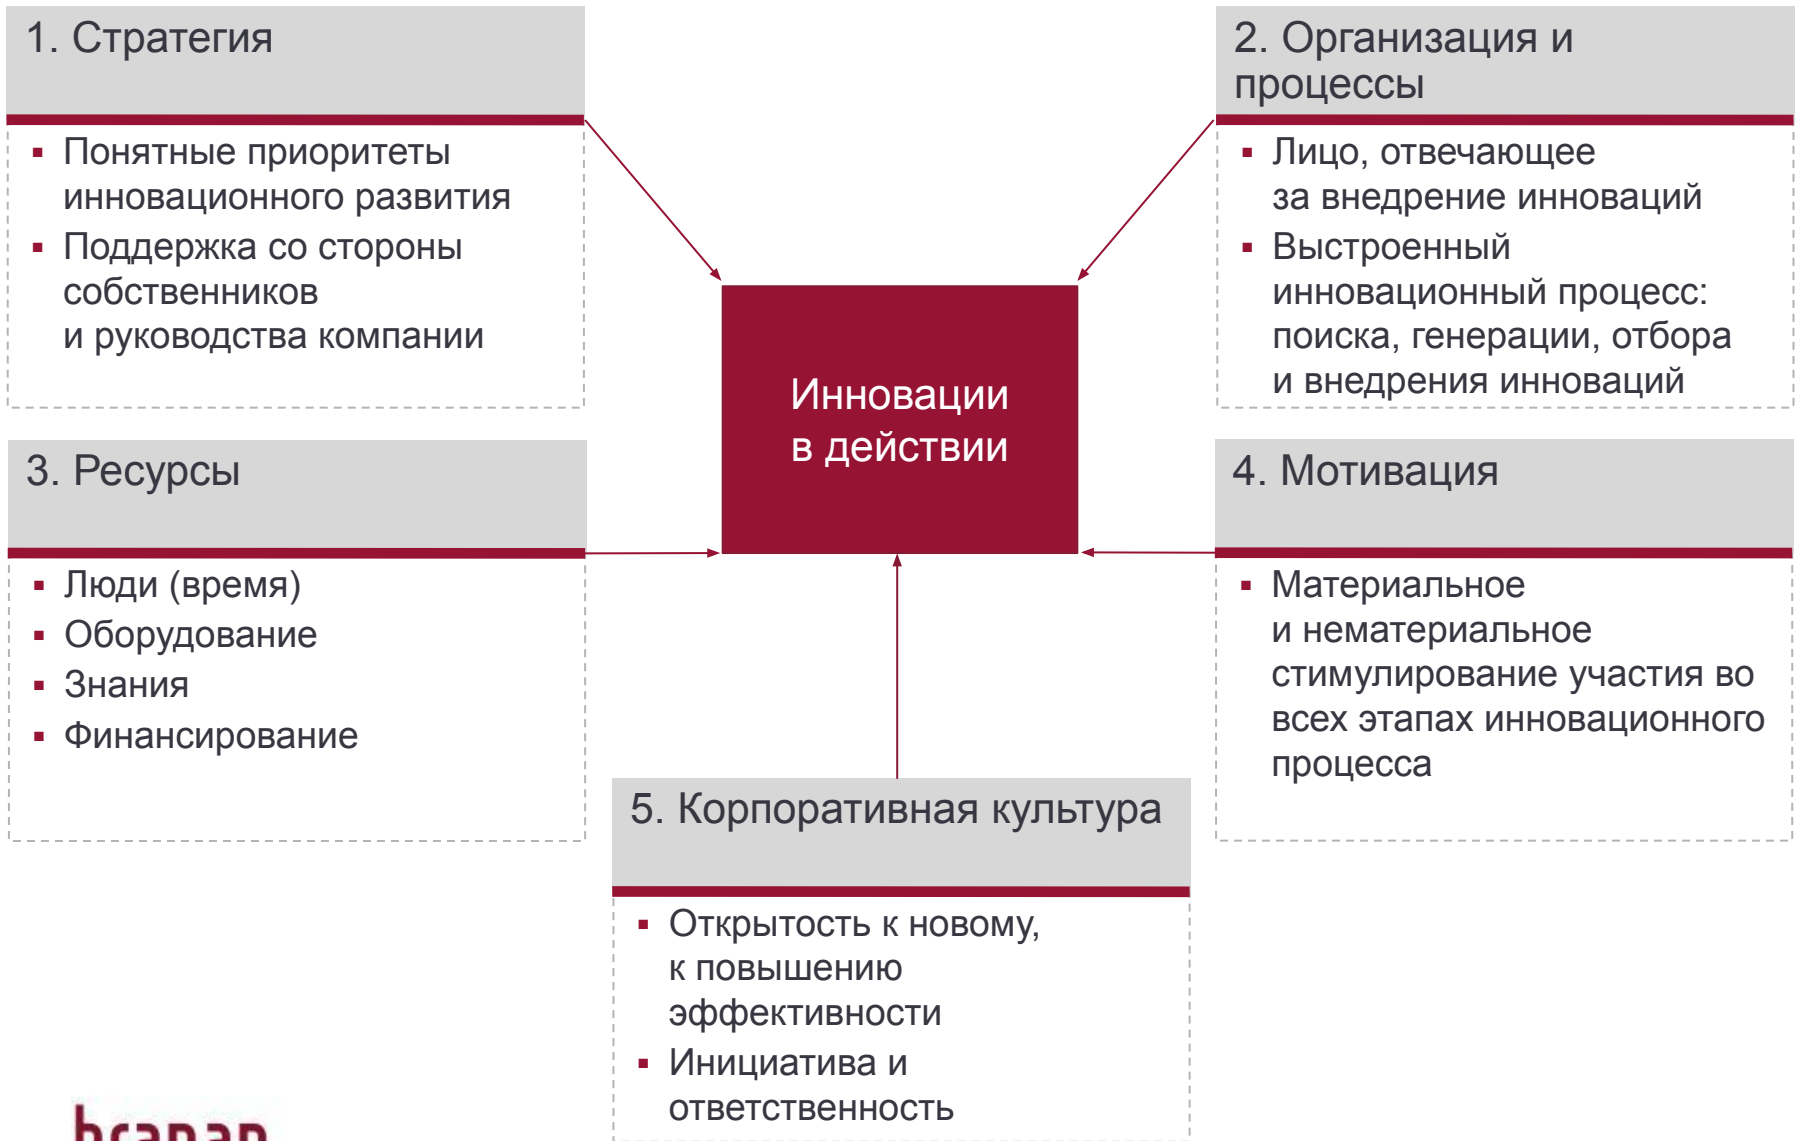 1. Стратегия
Понятные приоритеты
инновационного развития
Поддержка со стороны
собственников
и руководства компании
2. Организация и
процессы
Лицо, отвечающее
за внедрение инноваций
Выстроенный
инновационный процесс:
поиска, генерации, отбора
и внедрения инноваций
Инновации
в действии
3. Ресурсы
Люди (время)
Оборудование
Знания
Финансирование
4. Мотивация
Материальное
и нематериальное
стимулирование участия во
всех этапах инновационного
процесса
5. Корпоративная культура
Открытость к новому,
к повышению
эффективности
Инициатива и
ответственность